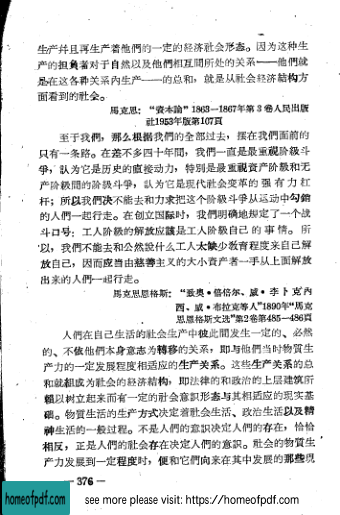 生产并且再生产着他們的一定的經济社会形态。因为这种生
产的担負者对于自然以及他們相互間所处的关系——他們就
是在这各种关系内生产——的总和，就是从社会经济結构方
面看到的社会。
馬克思：“資本論”1863—1867年第3卷人民出版
社1953年版第107頁
至于我們，那么根据我們的全部过去，摆在我們面前的
只有一条路。在差不多四十年間，我們一直是最重視阶級斗
爭，認为它是历史的直接动力，特別是最重視資产阶級和无
产阶級間的阶級斗爭，認为它是現代社会变革的强有力杠
杆；所以我們决不能去和力求把这个阶級斗爭从运动中勾銷
的人們一起行走。在创立国际时，我們明确地規定了一个战
斗口号：工人阶級的解放应該是工人阶級自己的事情。所
以，我們不能去和公然說什么工人太缺少教育程度来自己解
放自己，因而应当由慈善主义的大小資产者一手从上面解放
出来的人們一起行走。
馬克思恩格斯：“致奥·倍倍尔、威·李卜克內
西、威·布拉克等人”1890年“馬克
思恩格斯文选”第2卷第485—486頁
人們在自己生活的社会生产中彼此間发生一定的、必然
的、不依他們本身意志为轉移的关系，即与他們当时物質生
产力的一定发展程度相适应的生产关系。这些生产关系的总
和就組成为社会的經济結构，即法律的和政治的上层建筑所
賴以树立起来而有一定的社会意識形态与其相适应的現实基
础。物質生活的生产方式决定着社会生活、政治生活以及精
神生活的一般过程。不是人們的意識决定人們的存在，恰恰
相反，正是人們的社会存在决定人們的意识。社会的物質生
产力发展到一定程度时，便和它們向来在其中发展的那些現
—376—
homeofpdf.com
see more please visit: https://homeofpdf.com